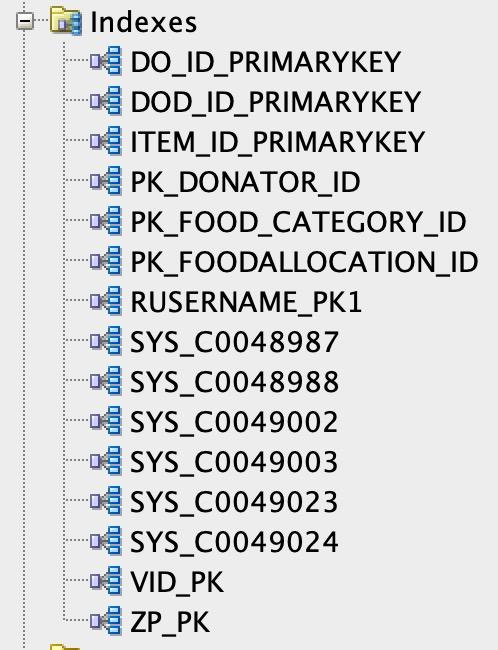 Indexes
DO_ID_PRIMARYKEY
DOD_ID_PRIMARYKEY
ITEM_ID_PRIMARYKEY
PK_DONATOR_ID
PK_FOOD_CATEGORY_ID
PK_FOODALLOCATION_ID
RUSERNAME_PK1
SYS_C0048987
SYS_C0048988
SYS_C0049002
SYS_C0049003
SYS_C0049023
SYS_C0049024
VID_PK
ZP_PK